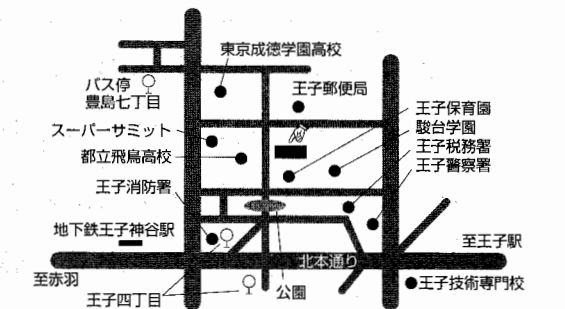 東京成徳学園高校
バス停
豊島七丁目
王子郵便局
王子保育園
スーパーサミット
駿台学園
都立飛鳥高校
王子税務署
王子警察署
王子消防署
地下鉄王子神谷駅
至王子駅
北本通り
至赤羽
王子四丁目
公園
王子技術専門校